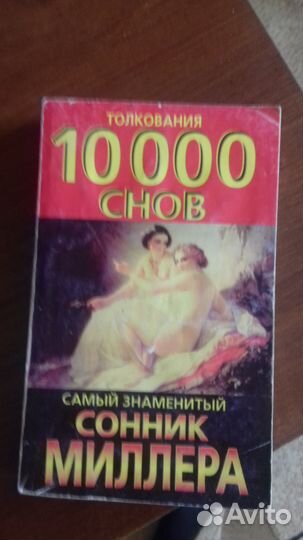 ТОЛКОВАНИЯ
10 000
СНОВ
САМЫЙ ЗНАМЕНИТЫЙ
СОННИК
МИЛЛЕРА
Avito